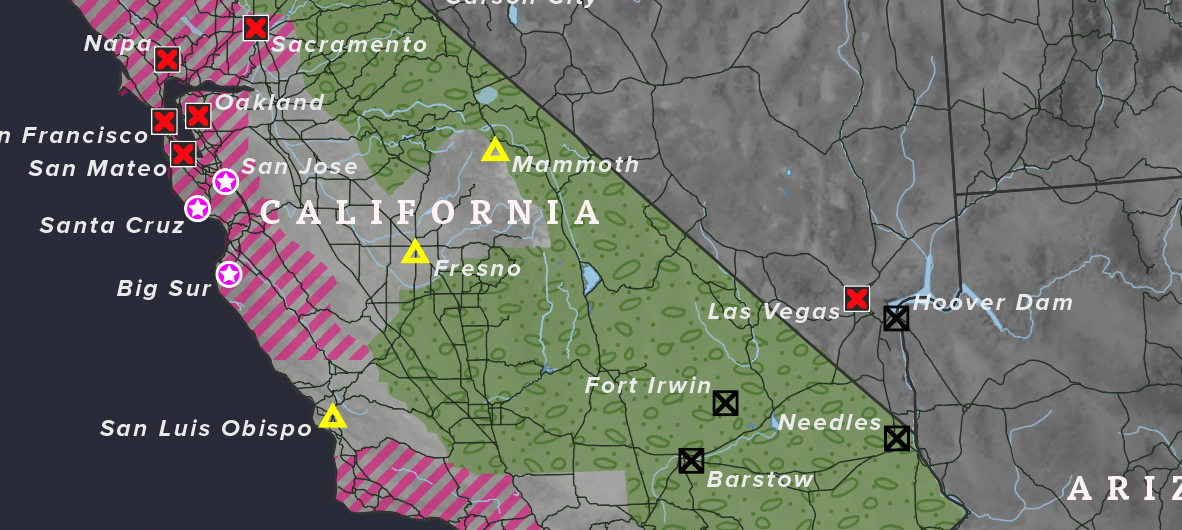 Carson City
Napa
Sacramento
Oakland
n Francisco
San Mateo
San Jose
Mammoth
Santa Cruz
CALIFORNIA
Fresno
Big Sur
Las Vegas
Hoover Dam
Fort Irwin
Needles
San Luis Obispo
Barstow
ARIZ